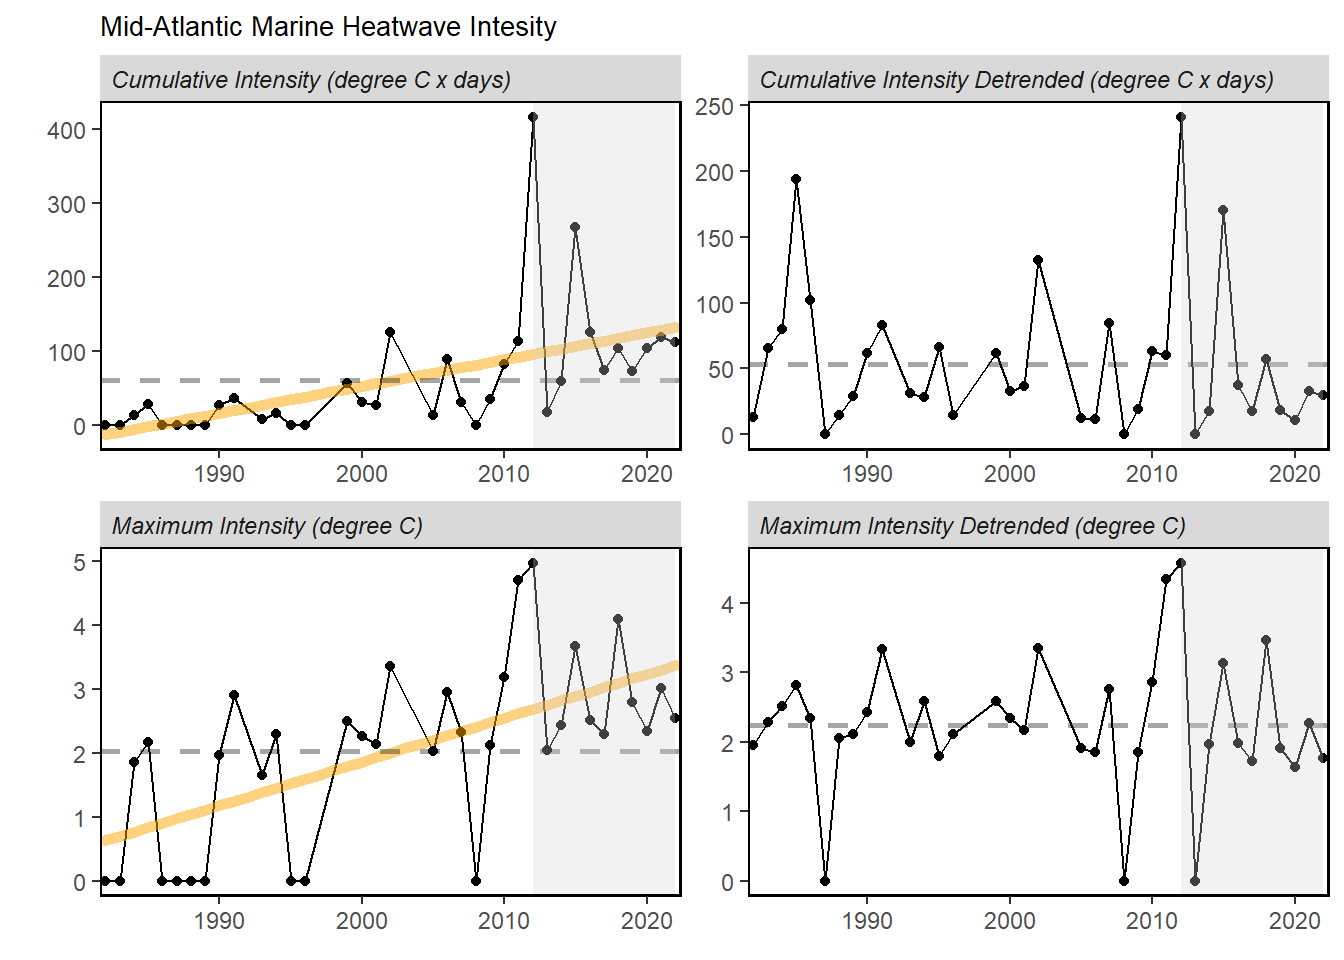 Mid-Atlantic Marine Heatwave Intesity
Cumulative Intensity (degree C x days)
400
300
200
100
0
1990 2000 2010 2020
Cumulative Intensity Detrended (degree C x days)
250
200
150
100
50
0
1990 2000 2010 2020
Maximum Intensity (degree C)
5
4
3
2
1
0
1990 2000 2010 2020
Maximum Intensity Detrended (degree C)
4
3
2
1
0
1990 2000 2010 2020